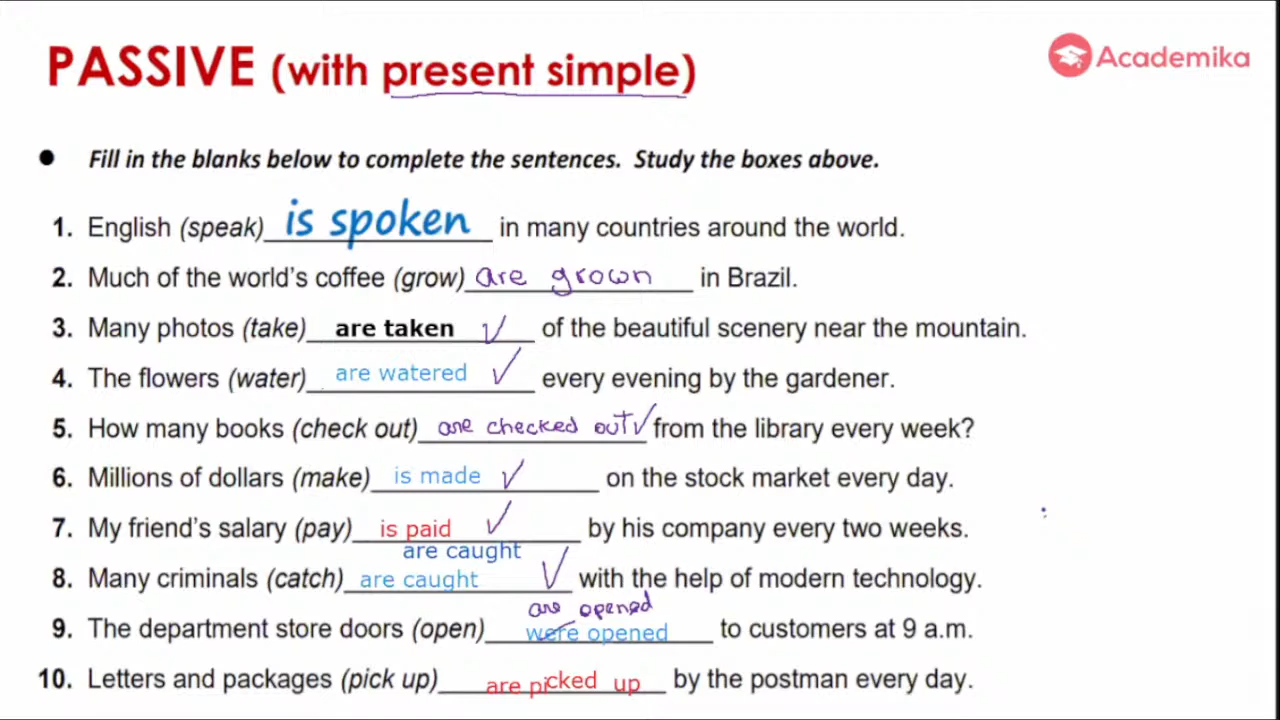 PASSIVE (with present simple)
Academika
● Fill in the blanks below to complete the sentences. Study the boxes above.
1. English (speak) is spoken in many countries around the world.
2. Much of the world's coffee (grow) are grown in Brazil.
3. Many photos (take) are taken ✓ of the beautiful scenery near the mountain.
4. The flowers (water) are watered ✓ every evening by the gardener.
5. How many books (check out) are checked out ✓ from the library every week?
6. Millions of dollars (make) is made ✓ on the stock market every day.
7. My friend's salary (pay) is paid ✓ by his company every two weeks.
are caught
8. Many criminals (catch) are caught ✓ with the help of modern technology.
are opened
9. The department store doors (open) were opened to customers at 9 a.m.
10. Letters and packages (pick up) are picked up by the postman every day.